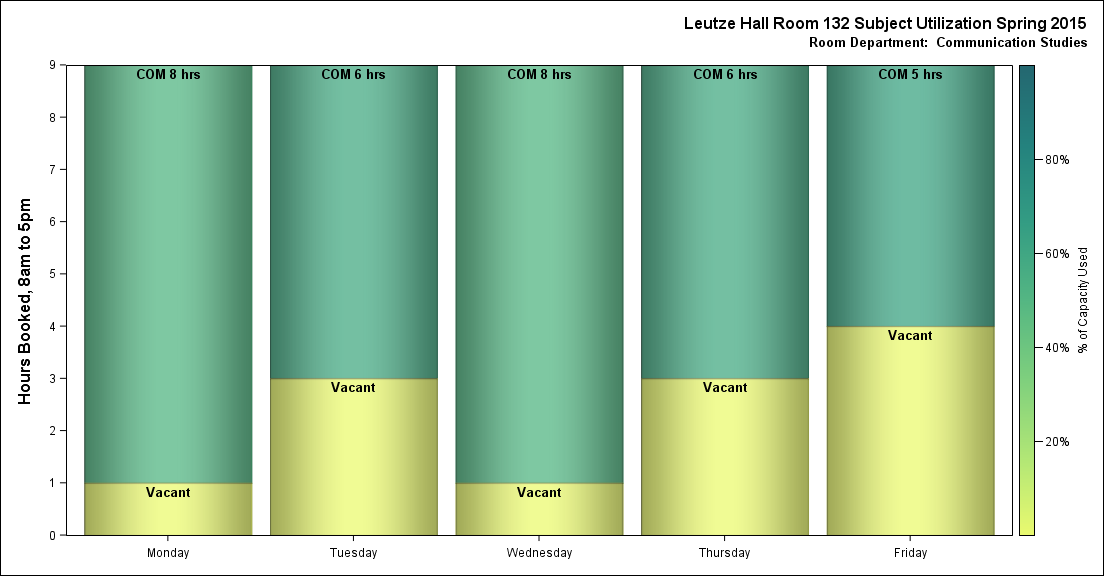 Leutze Hall Room 132 Subject Utilization Spring 2015
Room Department:  Communication Studies
Hours Booked, 8am to 5pm
9
8
7
6
5
4
3
2
1
0
COM 8 hrs
COM 6 hrs
COM 8 hrs
COM 6 hrs
COM 5 hrs
Vacant
Vacant
Vacant
Vacant
Vacant
Monday
Tuesday
Wednesday
Thursday
Friday
80%
60%
40%
20%
% of Capacity Used